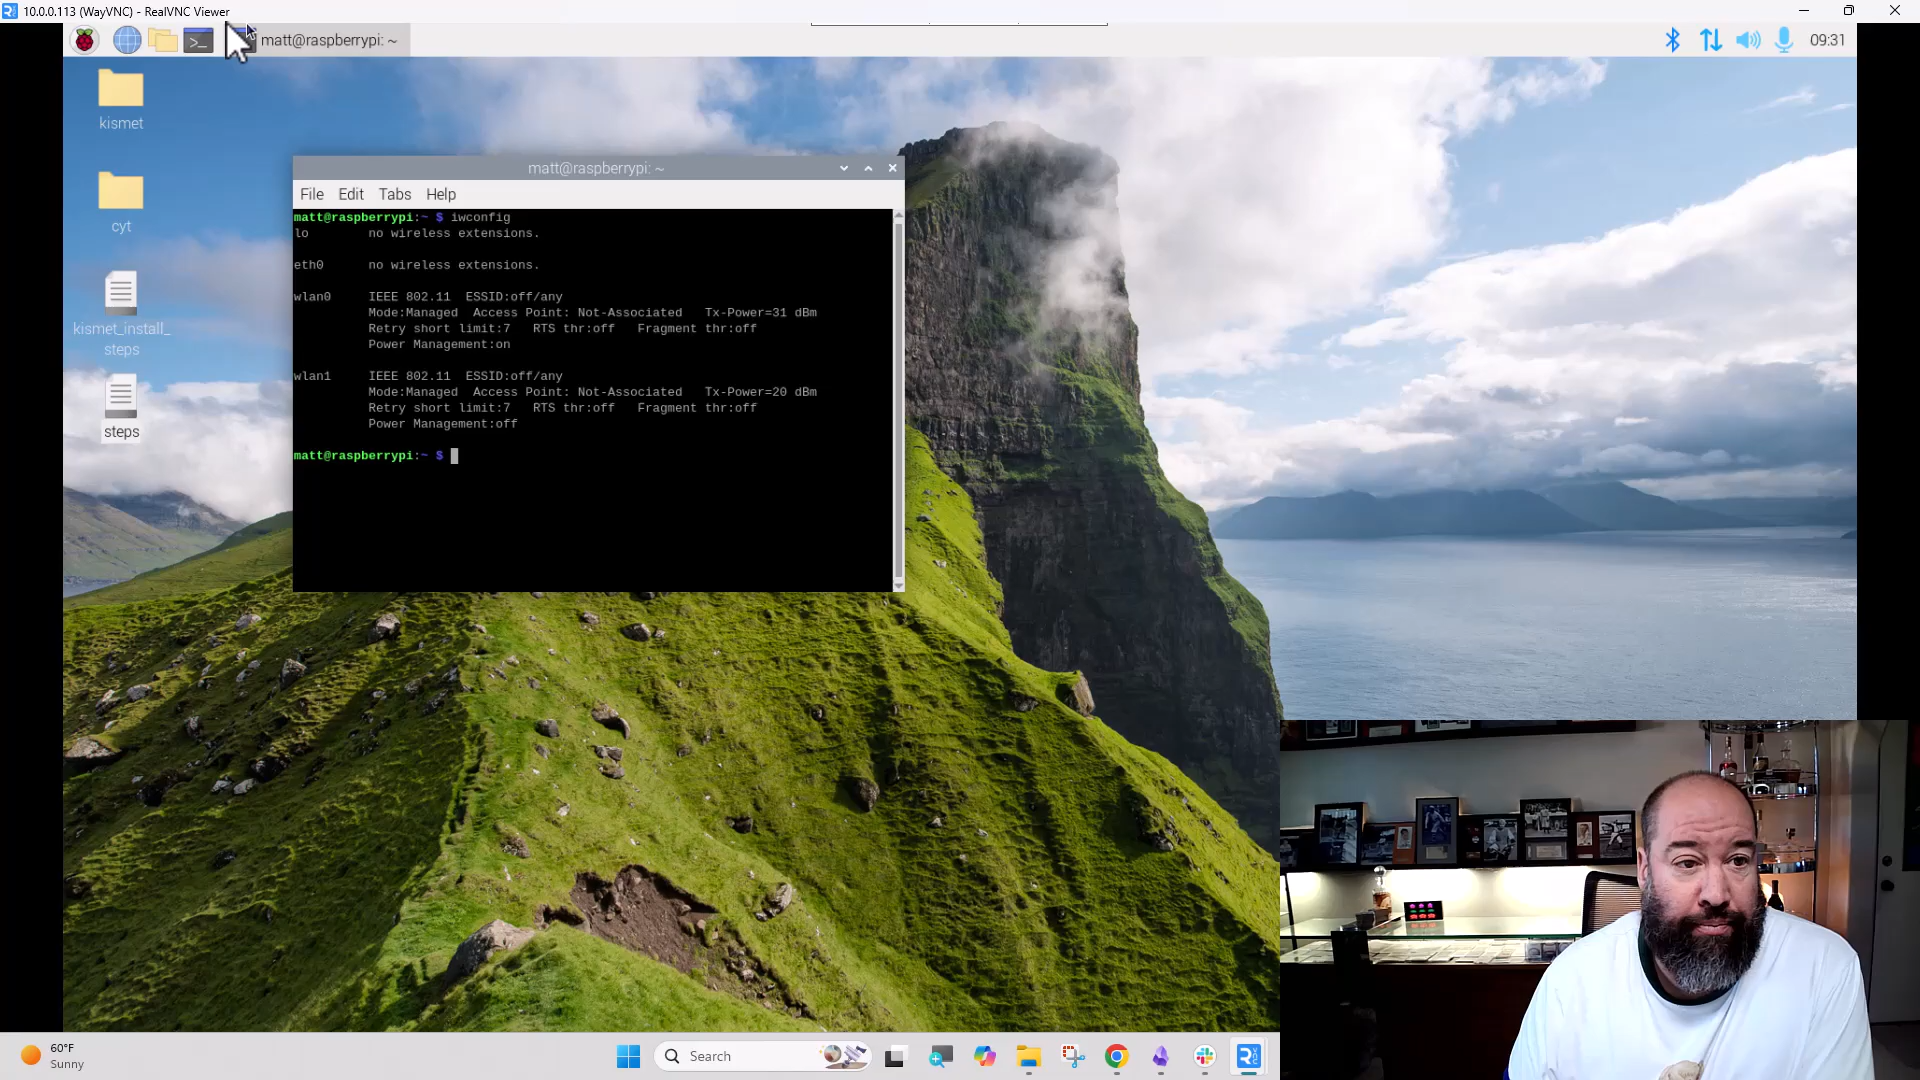 10.0.0.113 (WayVNC) - RealVNC Viewer
matt@raspberrypi: ~
09:31
kismet
cyt
kismet_install_
steps
steps
matt@raspberrypi: ~
File Edit Tabs Help
matt@raspberrypi:~ $ iwconfig
lo no wireless extensions.
eth0 no wireless extensions.
wlan0 IEEE 802.11 ESSID:off/any
Mode:Managed Access Point: Not-Associated Tx-Power=31 dBm
Retry short limit:7 RTS thr:off Fragment thr:off
Power Management:on
wlan1 IEEE 802.11 ESSID:off/any
Mode:Managed Access Point: Not-Associated Tx-Power=20 dBm
Retry short limit:7 RTS thr:off Fragment thr:off
Power Management:off
matt@raspberrypi:~ $
60°F
Sunny
Search